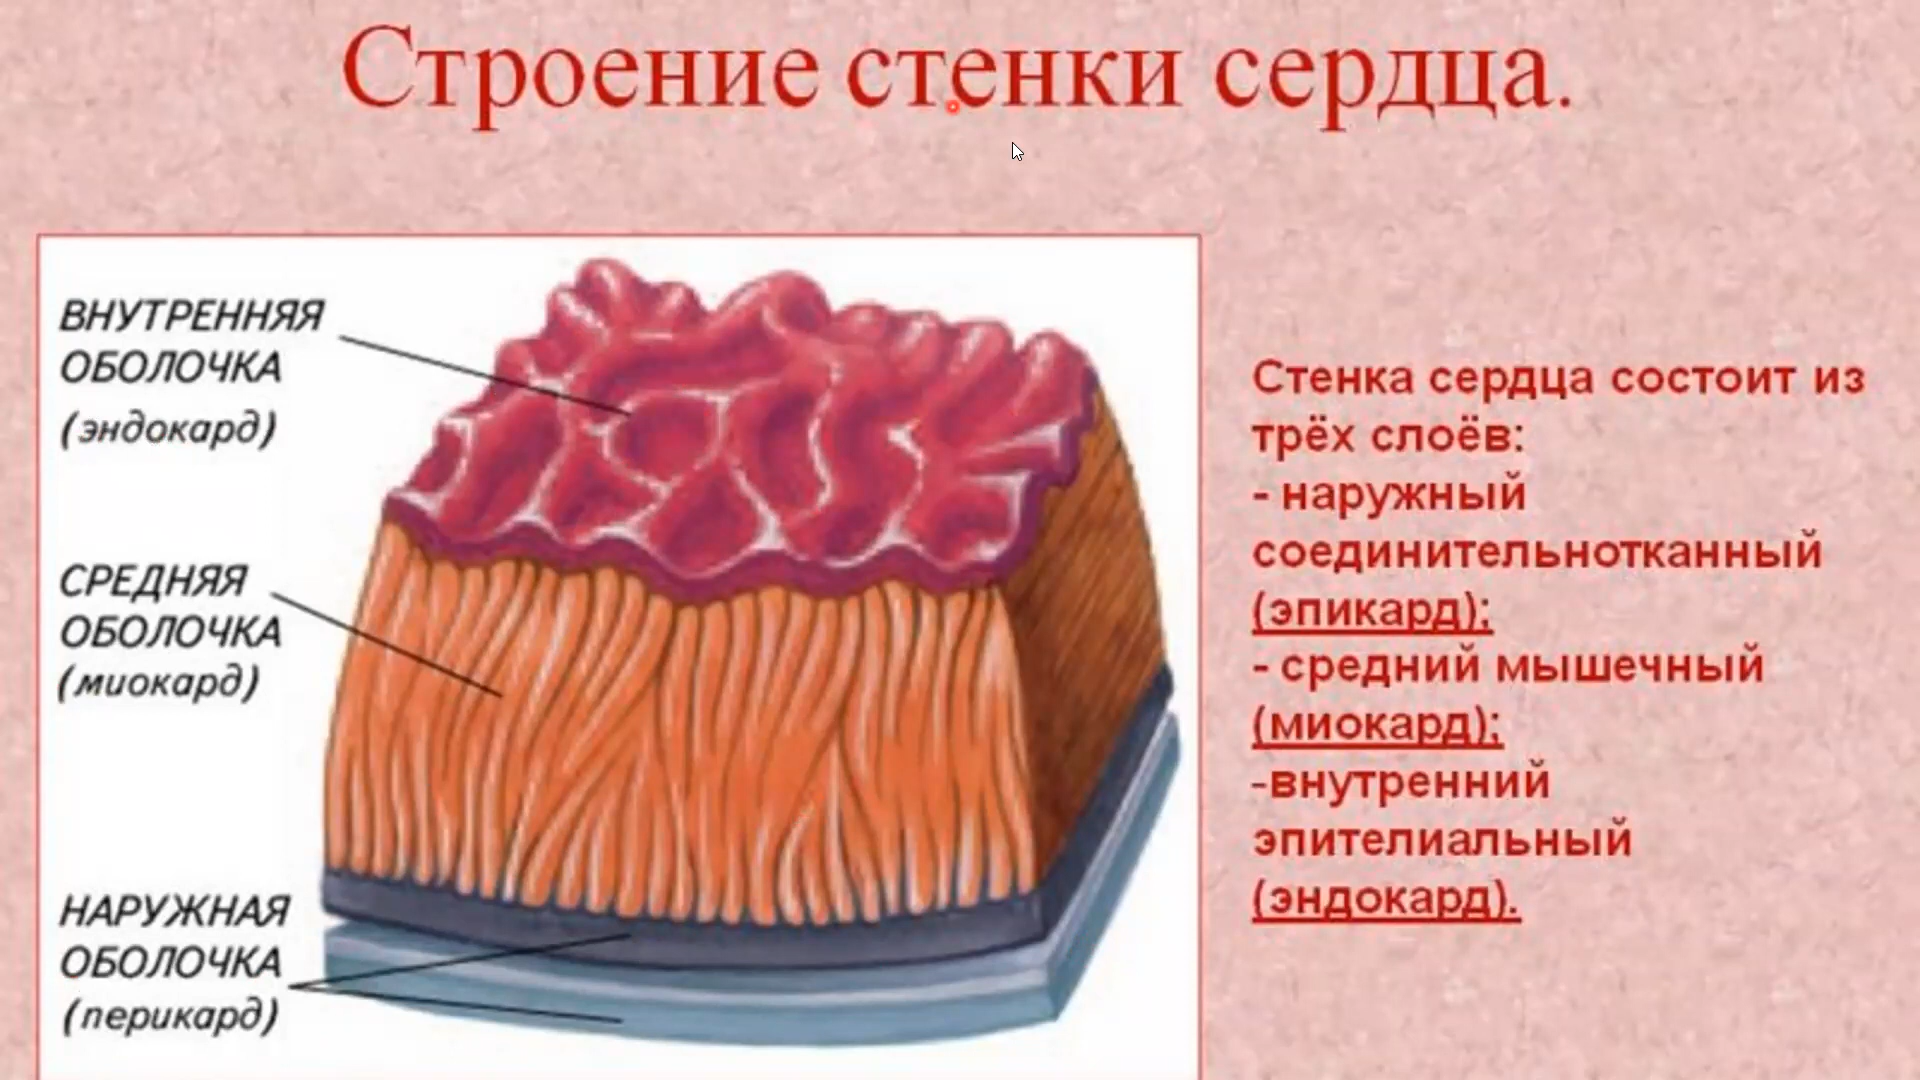 Строение стенки сердца.
ВНУТРЕННЯЯ
ОБОЛОЧКА
(эндокард)
СРЕДНЯЯ
ОБОЛОЧКА
(миокард)
НАРУЖНАЯ
ОБОЛОЧКА
(перикард)
Стенка сердца состоит из
трёх слоёв:
- наружный
соединительнотканный
(эпикард);
- средний мышечный
(миокард);
-внутренний
эпителиальный
(эндокард).